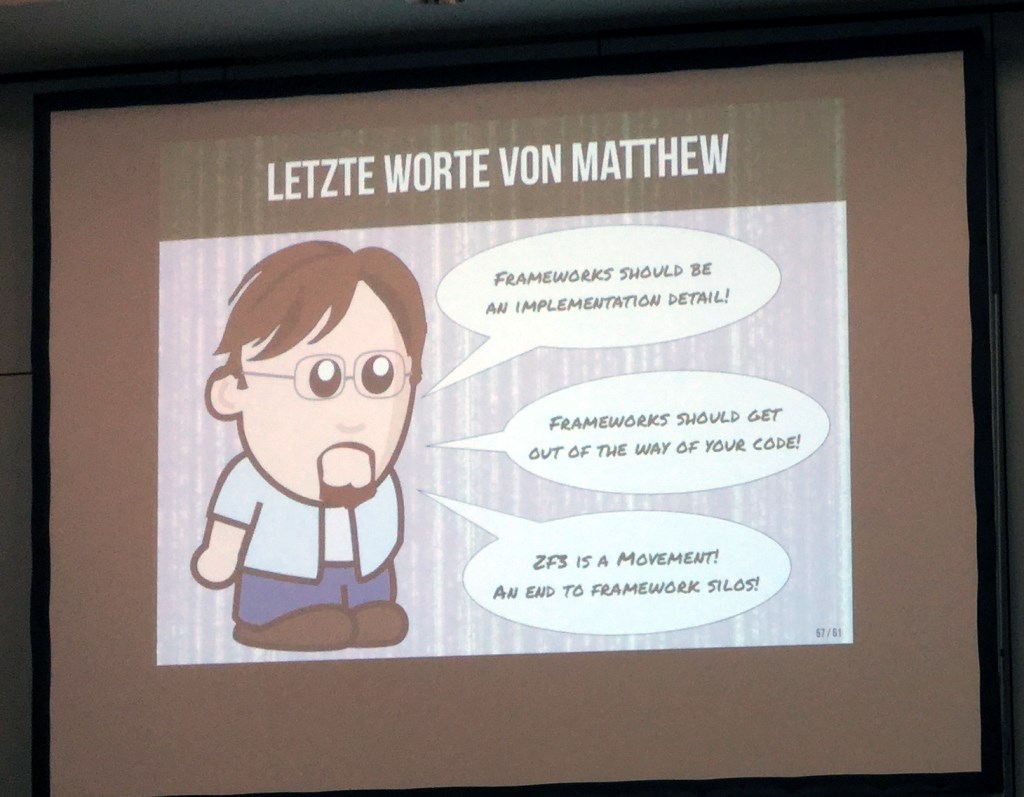 LETZTE WORTE VON MATTHEW
FRAMEWORKS SHOULD BE
AN IMPLEMENTATION DETAIL!
FRAMEWORKS SHOULD GET
OUT OF THE WAY OF YOUR CODE!
ZF3 IS A MOVEMENT!
AN END TO FRAMEWORK SILOS!
57/61